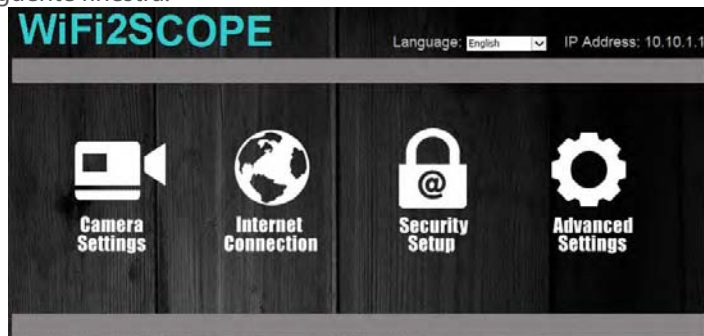 WiFi2SCOPE
Language: English IP Address: 10.10.1.1
Camera Settings
Internet Connection
Security Setup
Advanced Settings